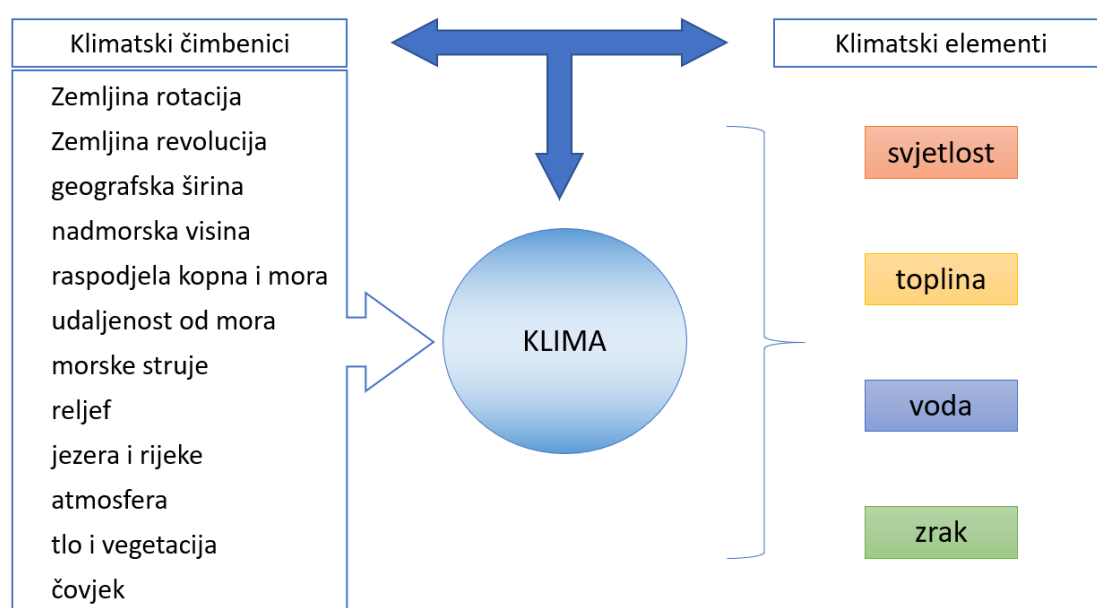 Klimatski čimbenici
Zemljina rotacija
Zemljina revolucija
geografska širina
nadmorska visina
raspodjela kopna i mora
udaljenost od mora
morske struje
reljef
jezera i rijeke
atmosfera
tlo i vegetacija
čovjek
KLIMA
Klimatski elementi
svjetlost
toplina
voda
zrak